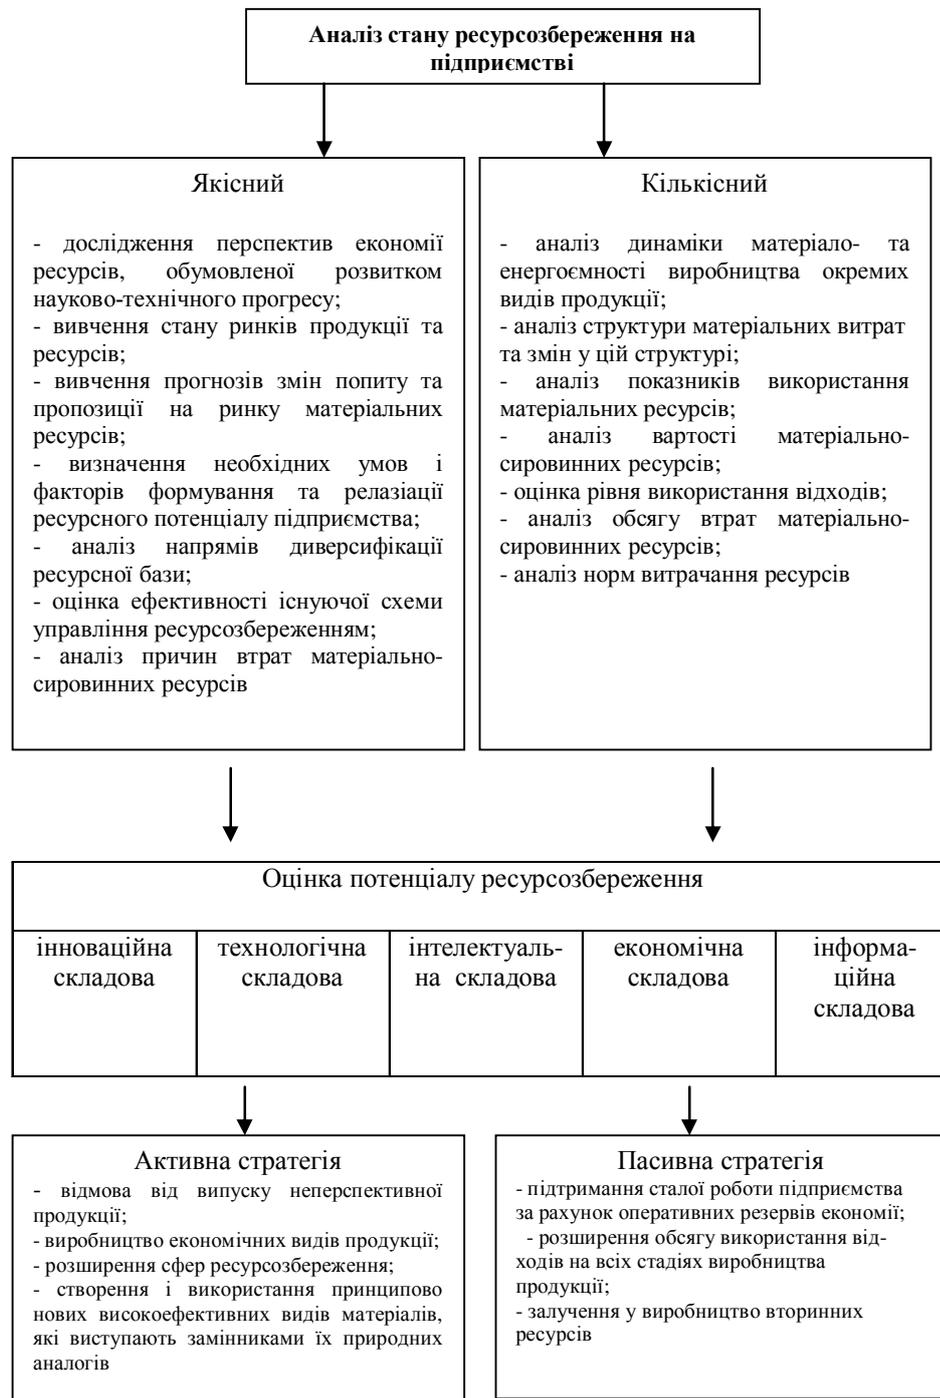 Аналіз стану ресурсозбереження на
підприємстві
Якісний
- дослідження перспектив економії
ресурсів, обумовленої розвитком
науково-технічного прогресу;
- вивчення стану ринків продукції та
ресурсів;
- вивчення прогнозів змін попиту та
пропозиції на ринку матеріальних
ресурсів;
- визначення необхідних умов і
факторів формування та релазіації
ресурсного потенціалу підприємства;
- аналіз напрямів диверсифікації
ресурсної бази;
- оцінка ефективності існуючої схеми
управління ресурсозбереженням;
- аналіз причин втрат матеріально-
сировинних ресурсів
Кількісний
- аналіз динаміки матеріало- та
енергоємності виробництва окремих
видів продукції;
- аналіз структури матеріальних витрат
та змін у цій структурі;
- аналіз показників використання
матеріальних ресурсів;
- аналіз вартості матеріально-
сировинних ресурсів;
- оцінка рівня використання відходів;
- аналіз обсягу втрат матеріально-
сировинних ресурсів;
- аналіз норм витрачання ресурсів
Оцінка потенціалу ресурсозбереження
інноваційна
складова
технологічна
складова
інтелектуаль-
на складова
економічна
складова
інформа-
ційна
складова
Активна стратегія
- відмова від випуску неперспективної
продукції;
- виробництво економічних видів продукції;
- розширення сфер ресурсозбереження;
- створення і використання принципово
нових високоефективних видів матеріалів,
які виступають замінниками їх природних
аналогів
Пасивна стратегія
- підтримання сталої роботи підприємства
за рахунок оперативних резервів економії;
- розширення обсягу використання від-
ходів на всіх стадіях виробництва
продукції;
- залучення у виробництво вторинних
ресурсів